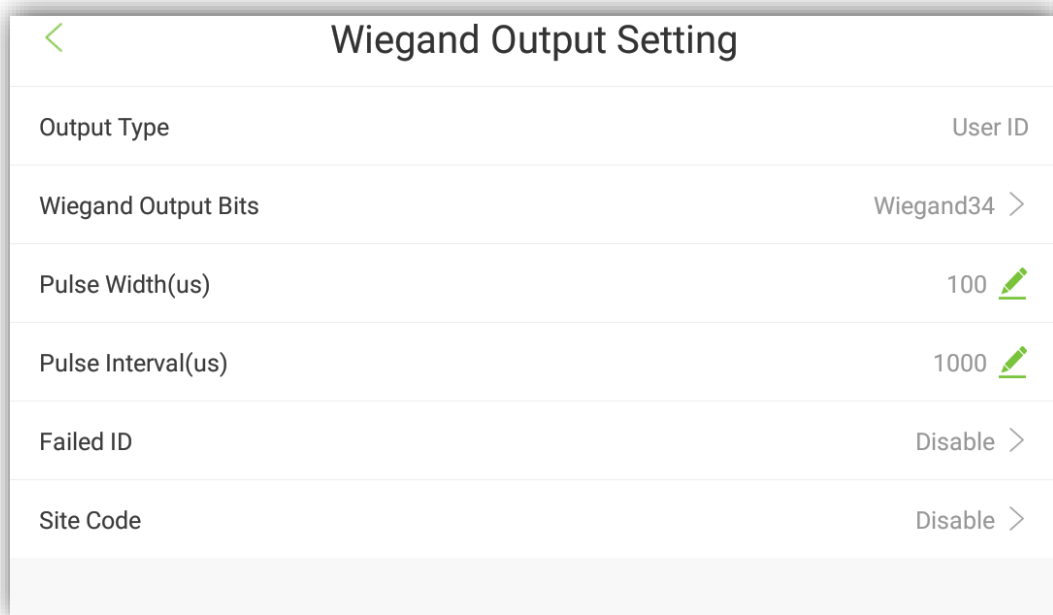 Wiegand Output Setting
Output Type User ID
Wiegand Output Bits Wiegand34
Pulse Width(us) 100
Pulse Interval(us) 1000
Failed ID Disable
Site Code Disable